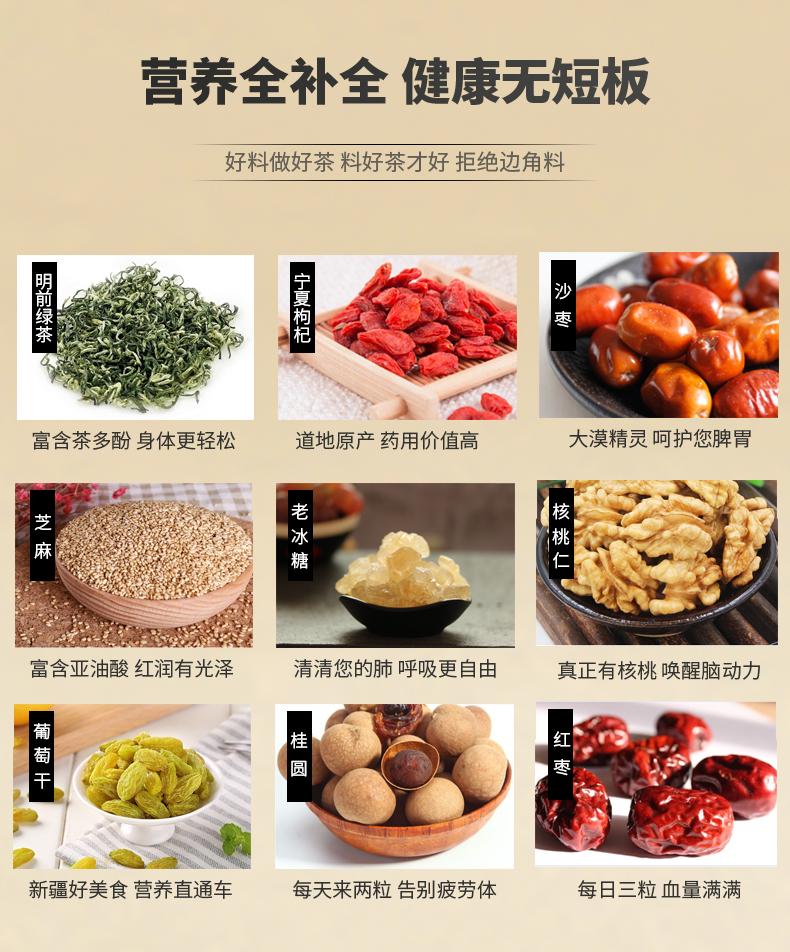 营养全补全 健康无短板
好料做好茶 料好茶才好 拒绝边角料
明前绿茶
宁夏枸杞
沙枣
富含茶多酚 身体更轻松
道地原产 药用价值高
大漠精灵 呵护您脾胃
芝麻
老冰糖
核桃仁
富含亚油酸 红润有光泽
清清您的肺 呼吸更自由
真正有核桃 唤醒脑动力
葡萄干
桂圆
红枣
新疆好美食 营养直通车
每天来两粒 告别疲劳体
每日三粒 血量满满